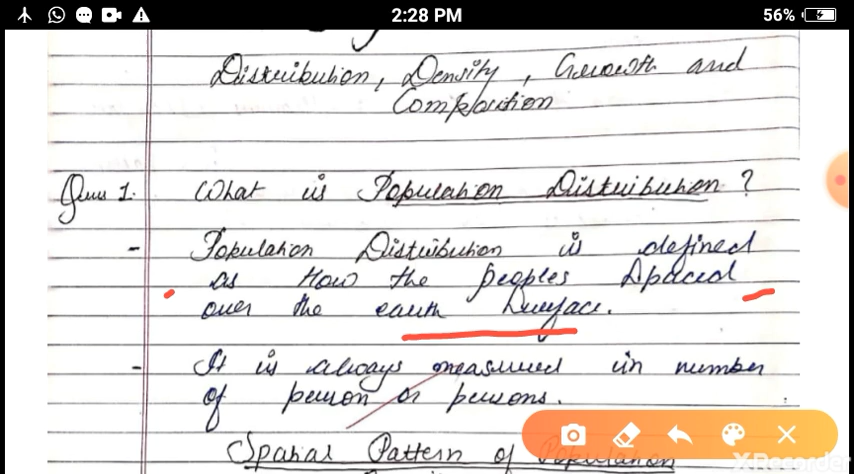 2:28 PM
56%
Distribution, Density, Growth and
Composition
Ques 1. What is Population Distribution ?
- Population Distribution is defined
as How the peoples spaced
over the earth surface.
- It is always measured in number
of person or persons.
Spatial Pattern of Population
XRecorder